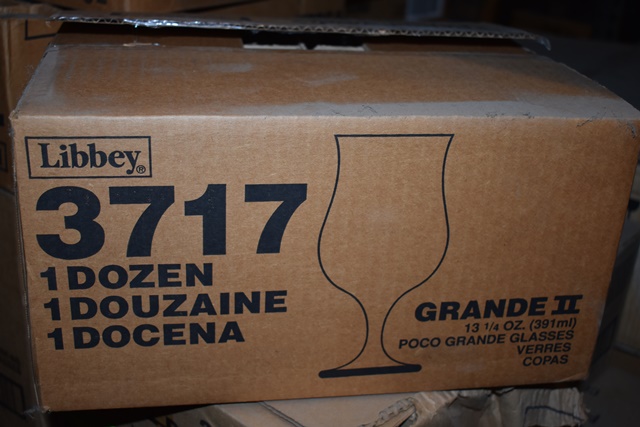 Libbey®
3717
1 DOZEN
1 DOUZAINE
1 DOCENA
GRANDE II
13 1/4 OZ. (391ml)
POCO GRANDE GLASSES
VERRES
COPAS